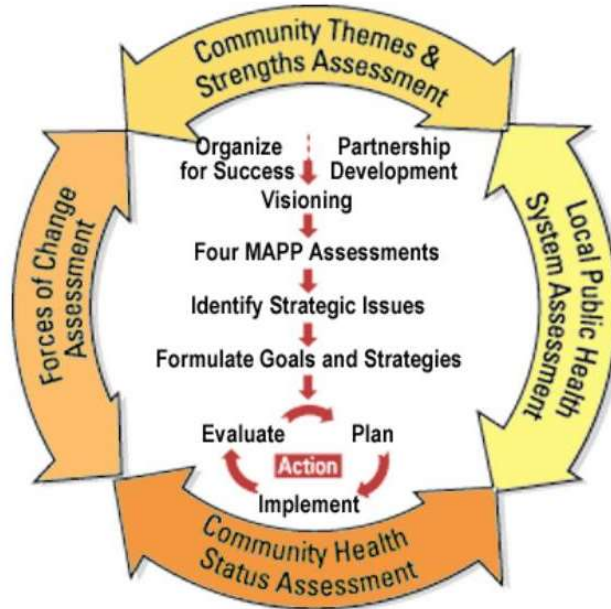 Community Themes &
Strengths Assessment
Organize
for Success
Partnership
Development
Visioning
Four MAPP Assessments
Identify Strategic Issues
Formulate Goals and Strategies
Evaluate
Plan
Action
Implement
Forces of Change
Assessment
Local Public Health
System Assessment
Community Health
Status Assessment